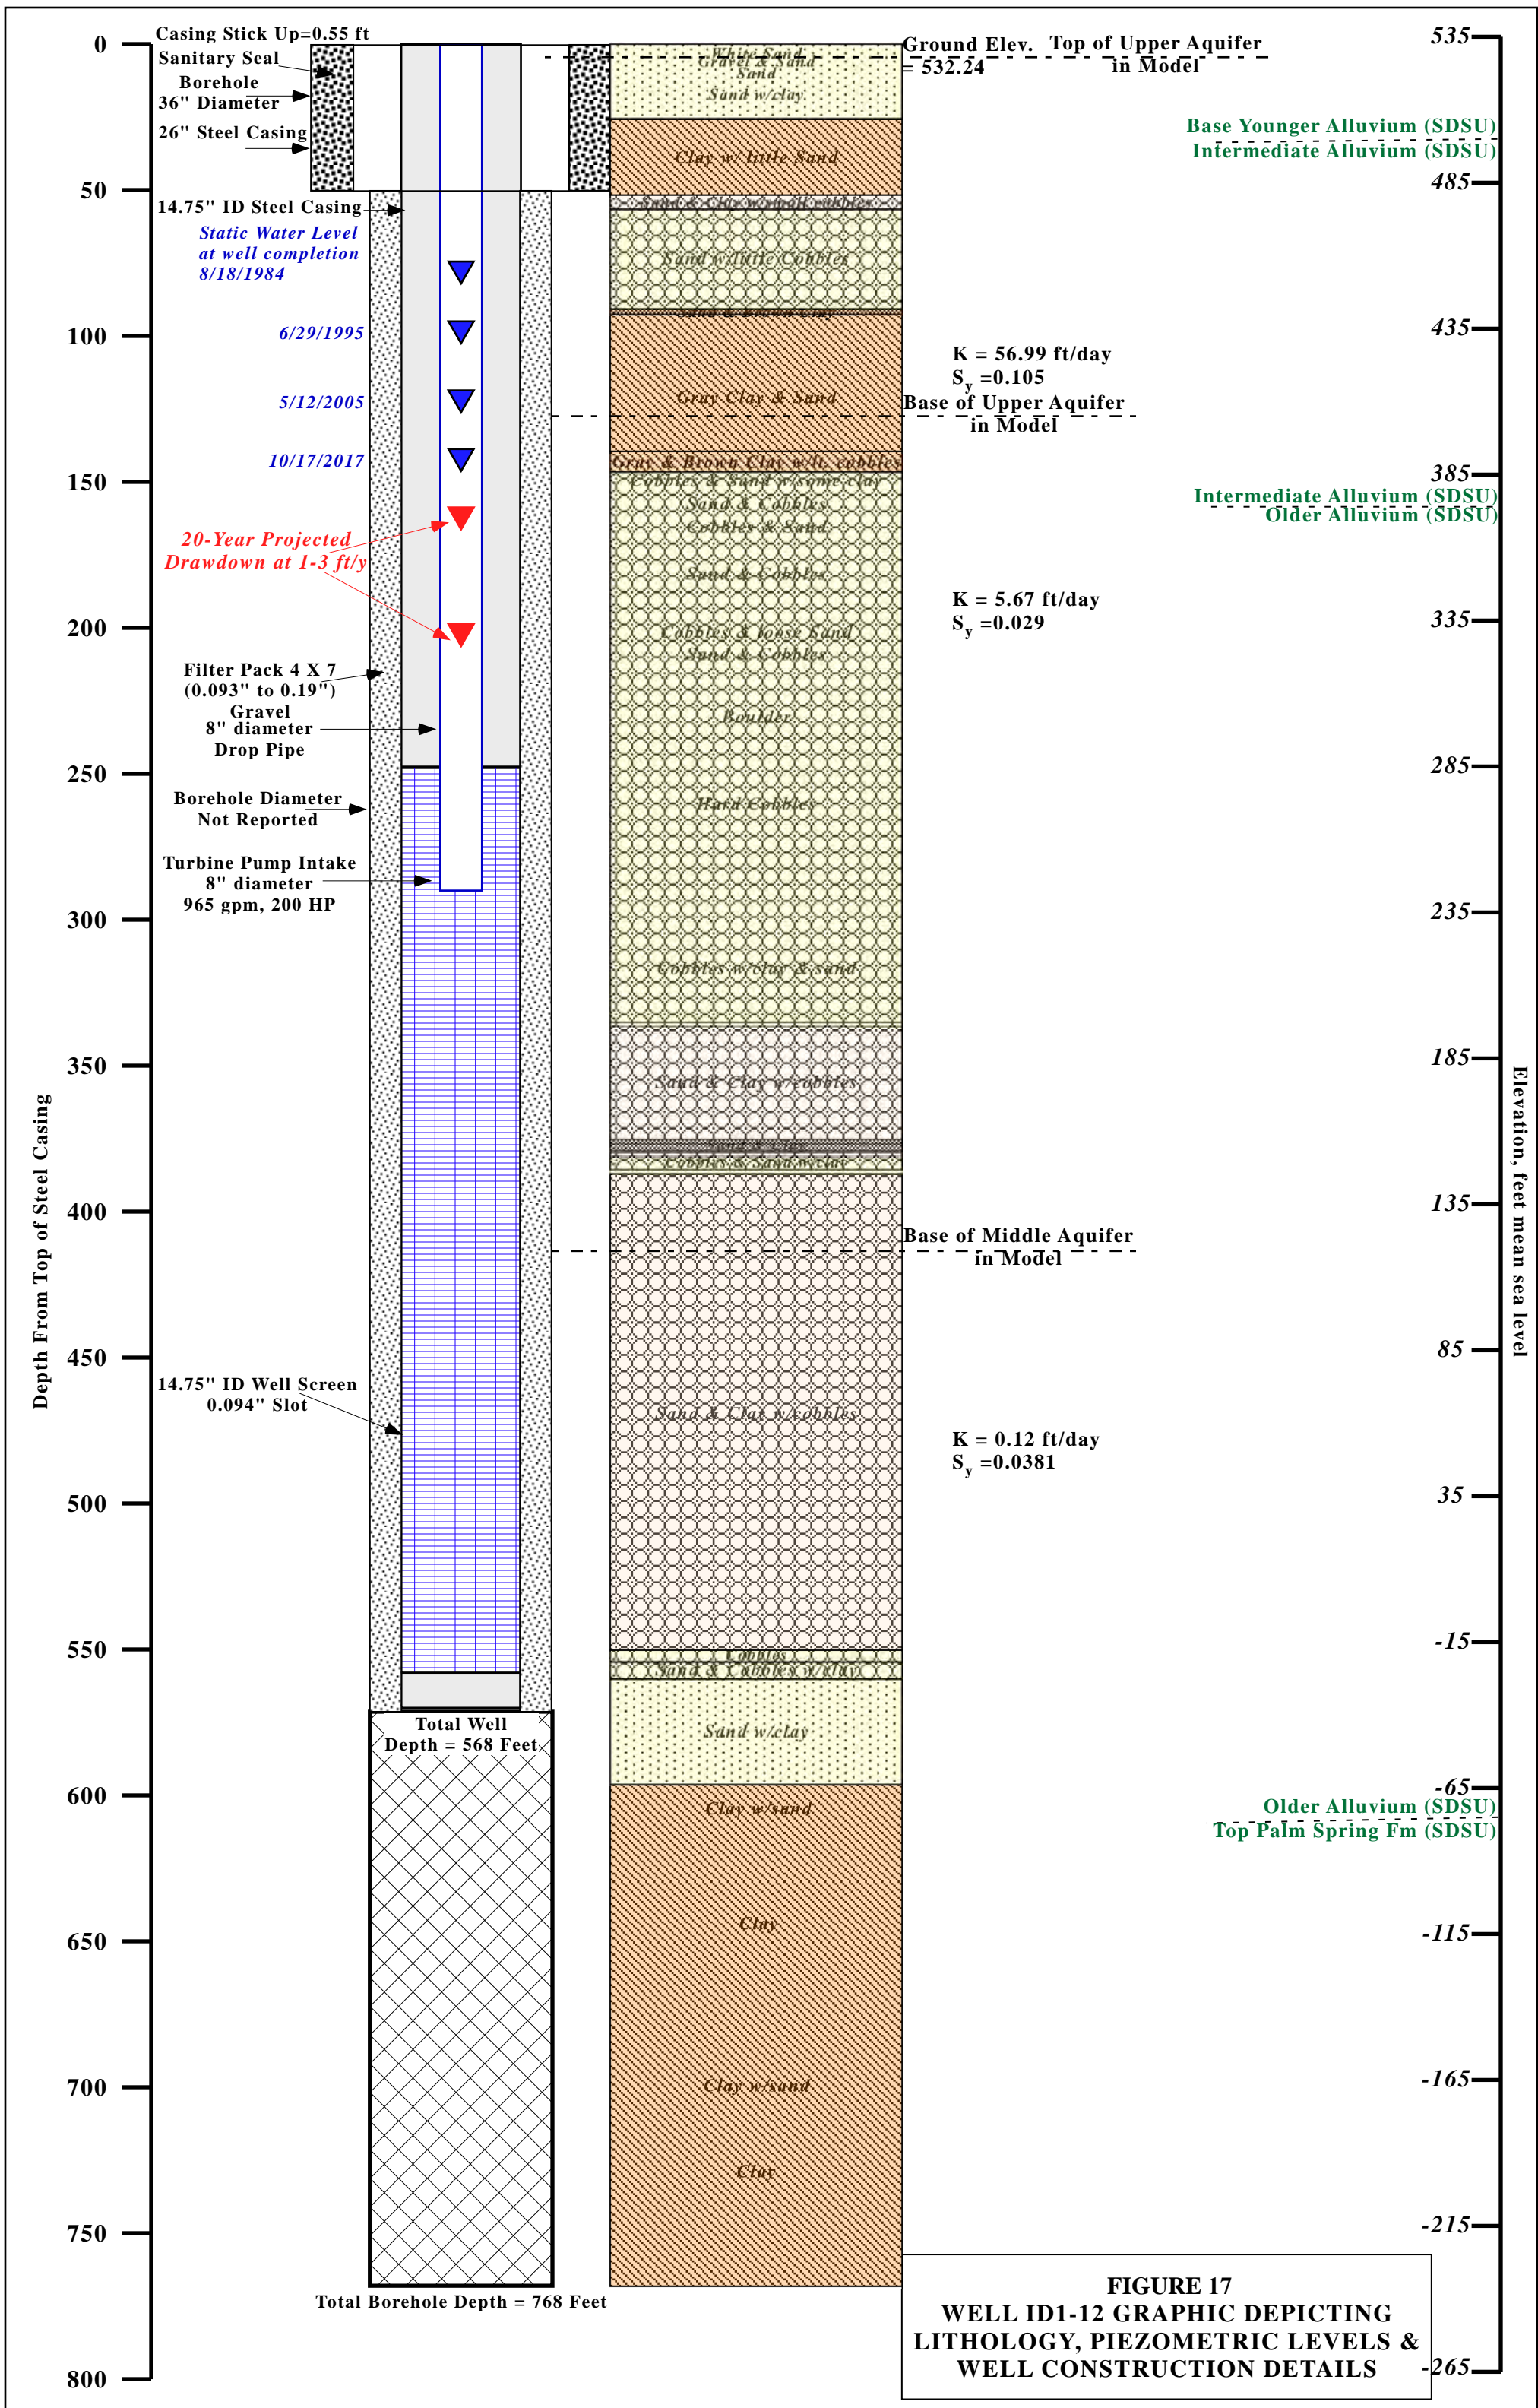 Casing Stick Up=0.55 ft
Sanitary Seal
Borehole
36" Diameter
26" Steel Casing
14.75" ID Steel Casing
Static Water Level
at well completion
8/18/1984
6/29/1995
5/12/2005
10/17/2017
20-Year Projected
Drawdown at 1-3 ft/y
Filter Pack 4 X 7
(0.093" to 0.19")
Gravel
8" diameter
Drop Pipe
Borehole Diameter
Not Reported
Turbine Pump Intake
8" diameter
965 gpm, 200 HP
14.75" ID Well Screen
0.094" Slot
Total Well
Depth = 568 Feet
Total Borehole Depth = 768 Feet
Depth From Top of Steel Casing
0
50
100
150
200
250
300
350
400
450
500
550
600
650
700
750
800
White Sand
Gravel & Sand
Sand
Sand w/clay
Clay w/ little Sand
Sand & Clay w/small cobbles
Sand w/little Cobbles
Sand & Brown Clay
Gray Clay & Sand
Gray & Brown Clay w/lt. cobbles
Cobbles & Sand w/some clay
Sand & Cobbles
Cobbles & Sand
Sand & Cobbles
Cobbles & loose Sand
Sand & Cobbles
Boulder
Hard Cobbles
Cobbles w/clay & sand
Sand & Clay w/cobbles
Sand & Clay
Cobbles & Sand w/clay
Sand & Clay w/cobbles
Cobbles
Sand & Cobbles w/clay
Sand w/clay
Clay w/sand
Clay
Clay w/sand
Clay
Ground Elev.
= 532.24
Top of Upper Aquifer
in Model
K = 56.99 ft/day
Sy =0.105
Base of Upper Aquifer
in Model
K = 5.67 ft/day
Sy =0.029
Base of Middle Aquifer
in Model
K = 0.12 ft/day
Sy =0.0381
Base Younger Alluvium (SDSU)
Intermediate Alluvium (SDSU)
Intermediate Alluvium (SDSU)
Older Alluvium (SDSU)
Older Alluvium (SDSU)
Top Palm Spring Fm (SDSU)
535
485
435
385
335
285
235
185
135
85
35
-15
-65
-115
-165
-215
-265
Elevation, feet mean sea level
FIGURE 17
WELL ID1-12 GRAPHIC DEPICTING
LITHOLOGY, PIEZOMETRIC LEVELS &
WELL CONSTRUCTION DETAILS